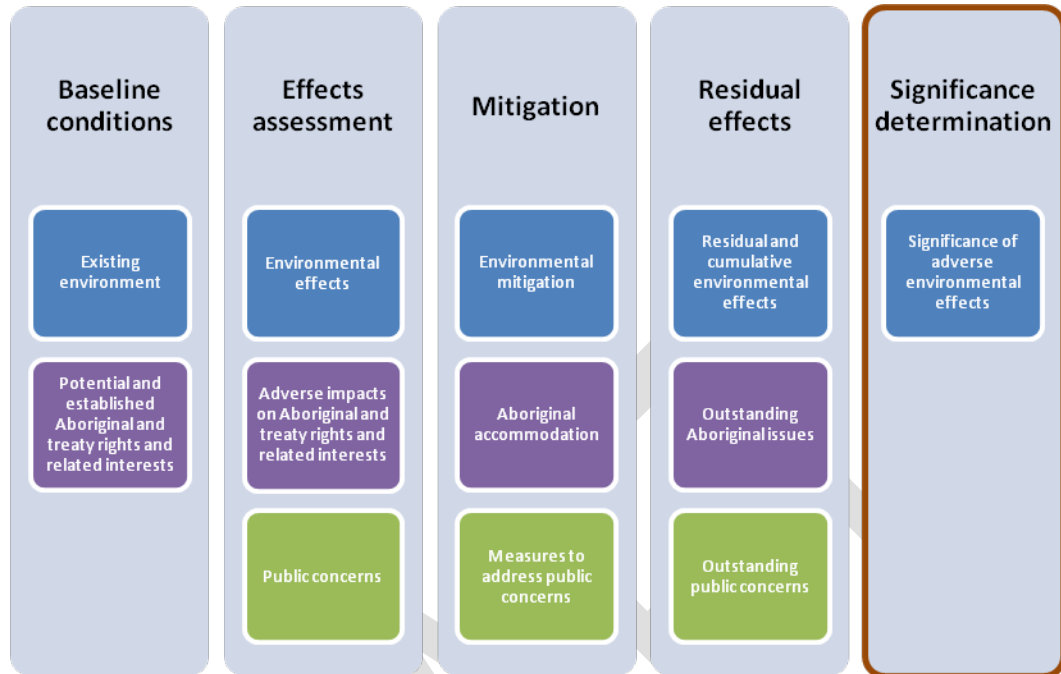 Baseline
conditions
Effects
assessment
Mitigation
Residual
effects
Significance
determination
Existing
environment
Environmental
effects
Environmental
mitigation
Residual and
cumulative
environmental
effects
Significance of
adverse
environmental
effects
Potential and
established
Aboriginal and
treaty rights and
related interests
Adverse impacts
on Aboriginal and
treaty rights and
related interests
Aboriginal
accommodation
Outstanding
Aboriginal issues
Public concerns
Measures to
address public
concerns
Outstanding
public concerns